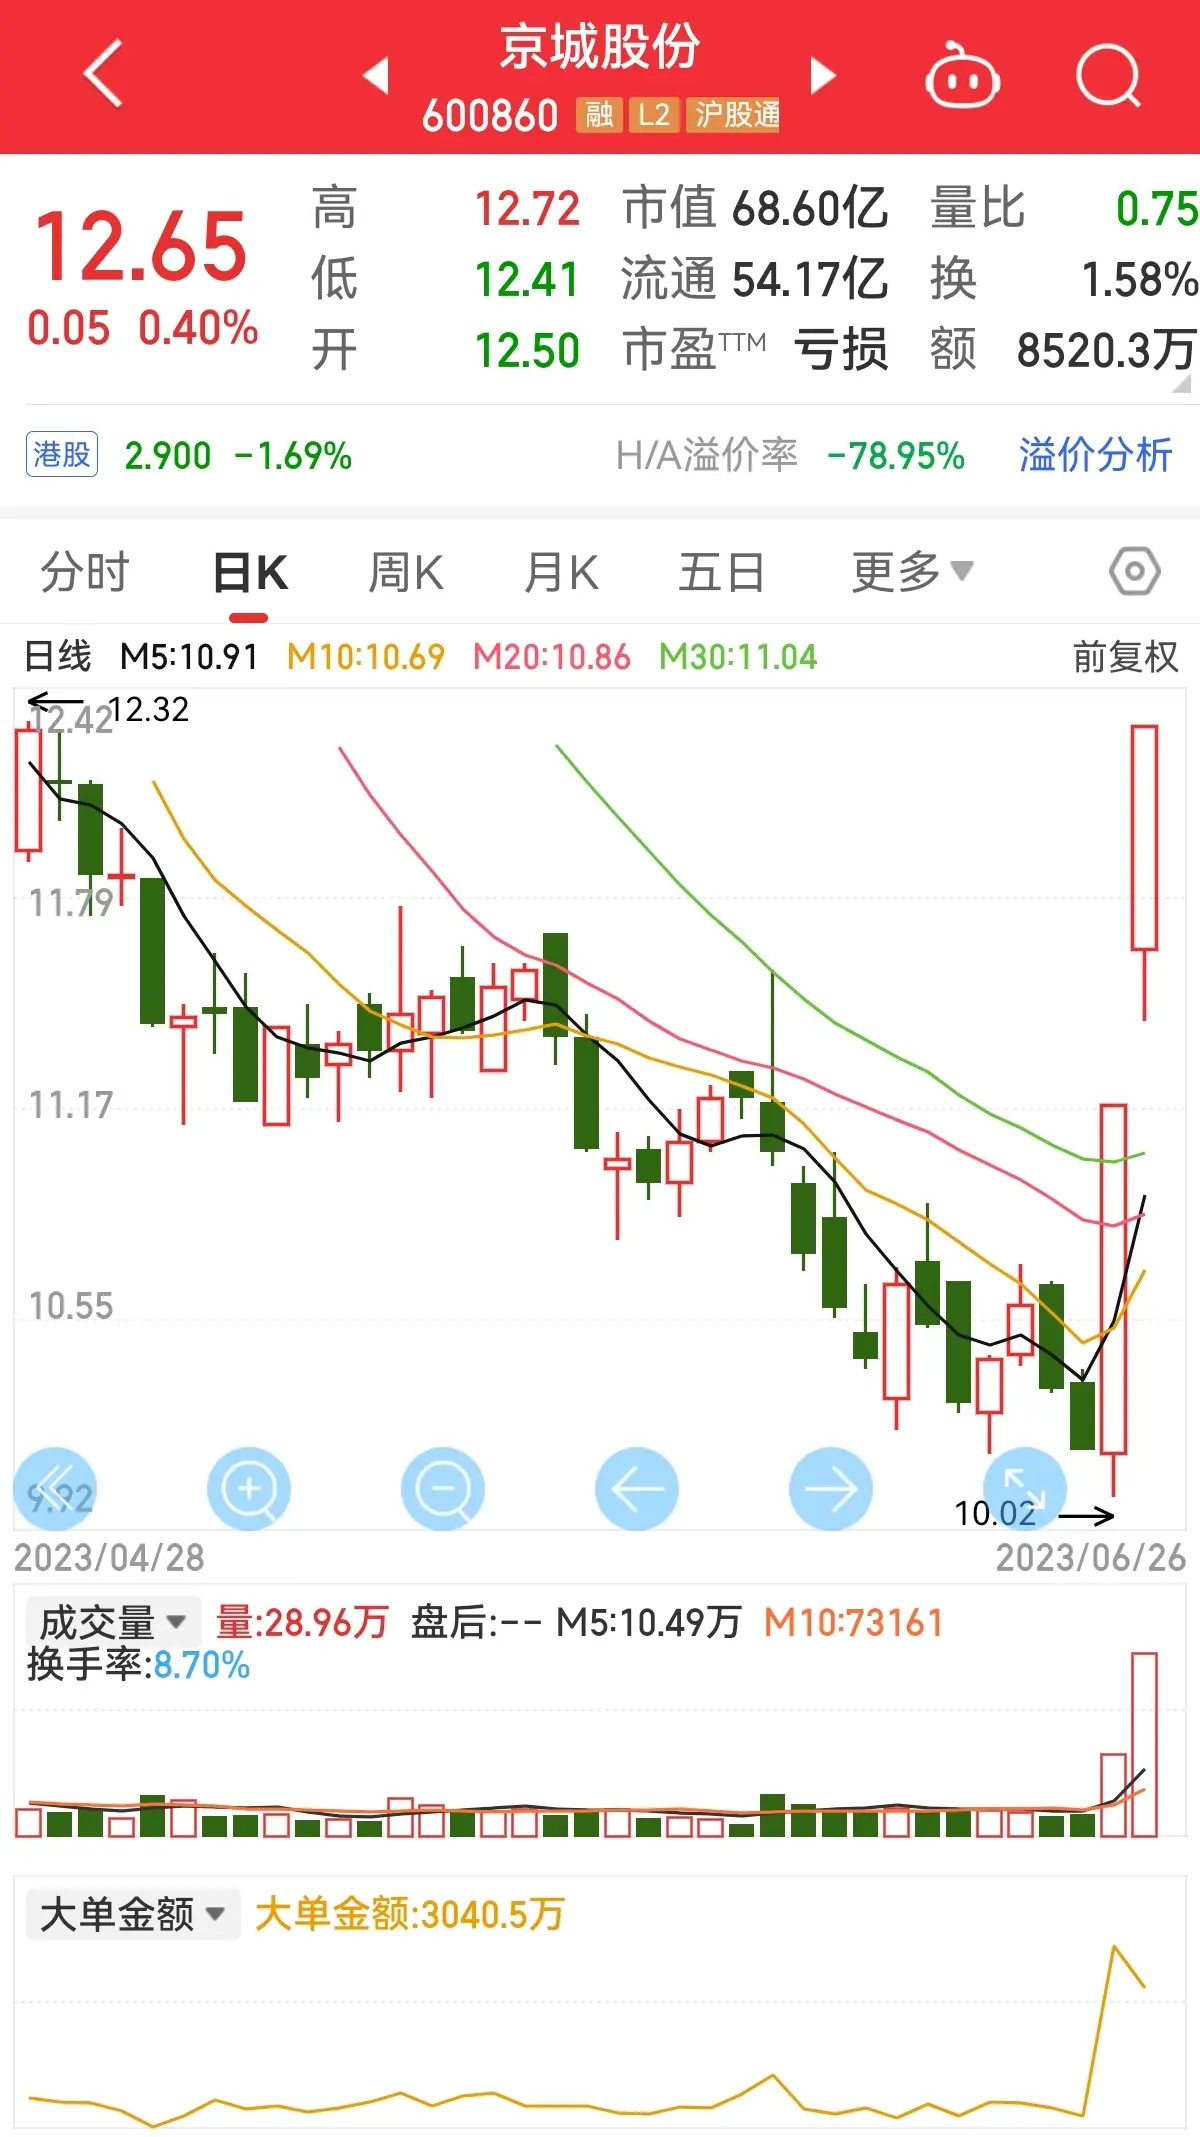 京城股份
600860 融 L2 沪股通
12.65
0.05 0.40%
高 12.72 市值 68.60亿 量比 0.75
低 12.41 流通 54.17亿 换 1.58%
开 12.50 市盈TTM 亏损 额 8520.3万
港股 2.900 -1.69% H/A溢价率 -78.95% 溢价分析
分时 日K 周K 月K 五日 更多
日线 M5:10.91 M10:10.69 M20:10.86 M30:11.04 前复权
12.32
12.42
11.79
11.17
10.55
9.92
10.02
2023/04/28 2023/06/26
成交量 量:28.96万 盘后:-- M5:10.49万 M10:73161
换手率:8.70%
大单金额 大单金额:3040.5万